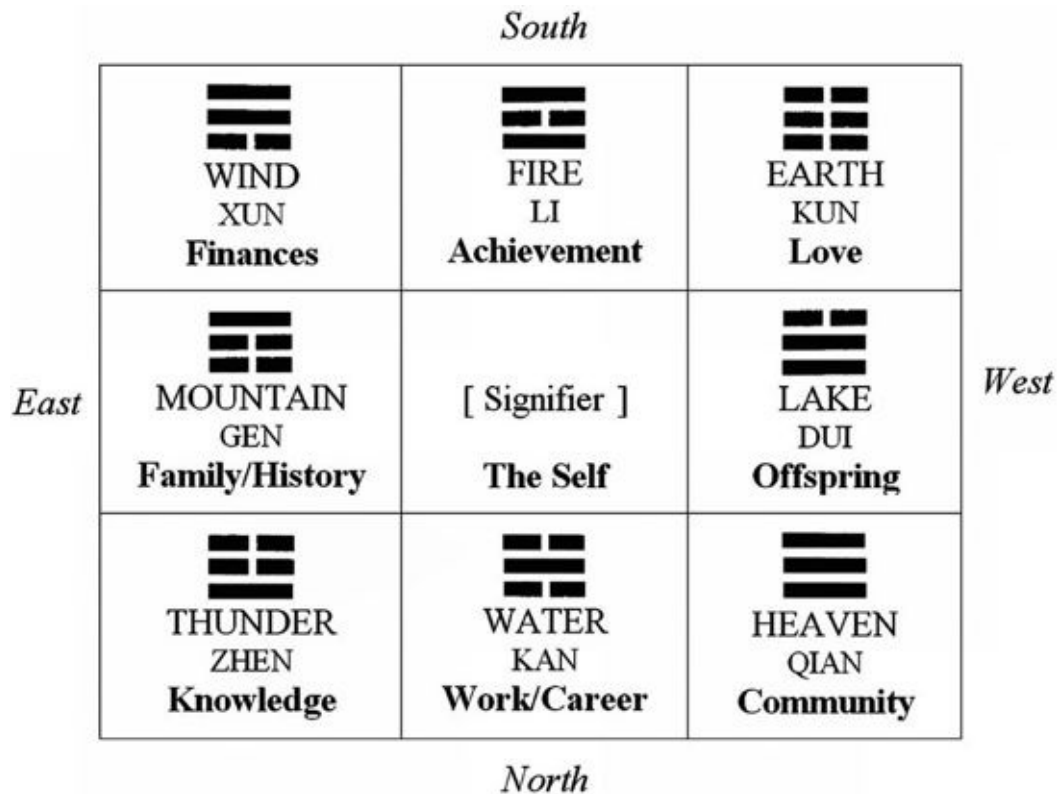 South
WIND
XUN
Finances
FIRE
LI
Achievement
EARTH
KUN
Love
East
MOUNTAIN
GEN
Family/History
[ Signifier ]
The Self
LAKE
DUI
Offspring
West
THUNDER
ZHEN
Knowledge
WATER
KAN
Work/Career
HEAVEN
QIAN
Community
North